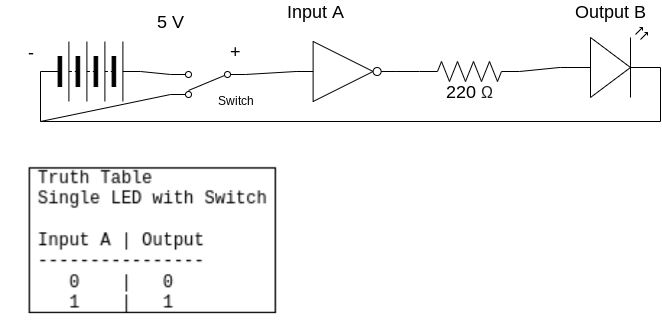 5 V
Input A
Output B
-
+
Switch
220 Ω
Truth Table
Single LED with Switch
Input A | Output
----------------
0 | 0
1 | 1